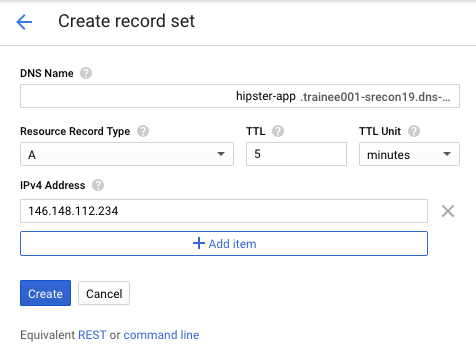 Create record set
DNS Name
hipster-app .trainee001-srecon19.dns-...
Resource Record Type TTL TTL Unit
A 5 minutes
IPv4 Address
146.148.112.234
Add item
Create Cancel
Equivalent REST or command line